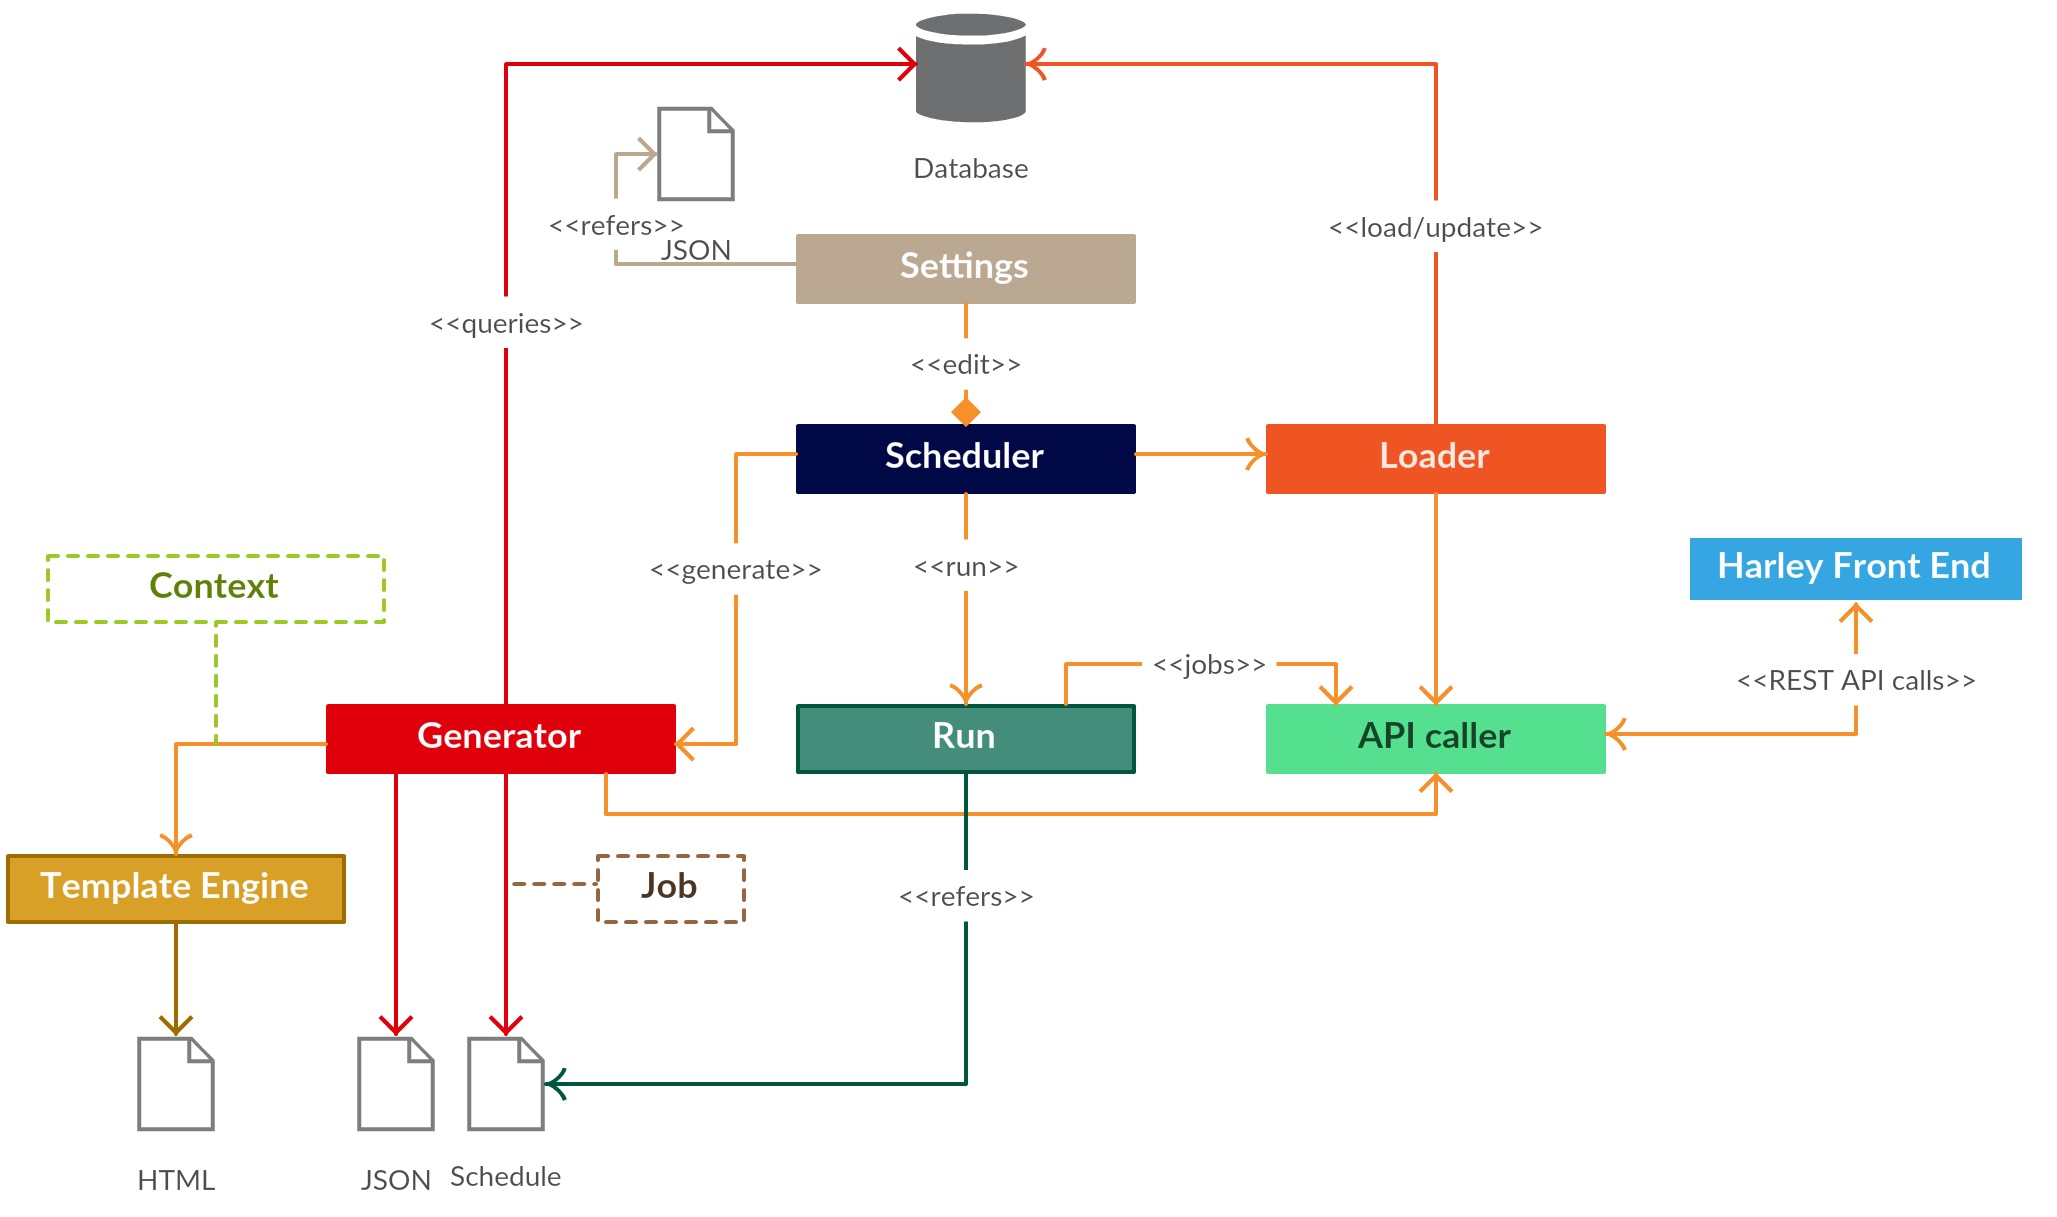 Database
<<refers>>
JSON
<<load/update>>
Settings
<<queries>>
<<edit>>
Scheduler
Loader
<<generate>>
<<run>>
Harley Front End
Context
<<jobs>>
<<REST API calls>>
Generator
Run
API caller
Template Engine
Job
<<refers>>
HTML
JSON
Schedule